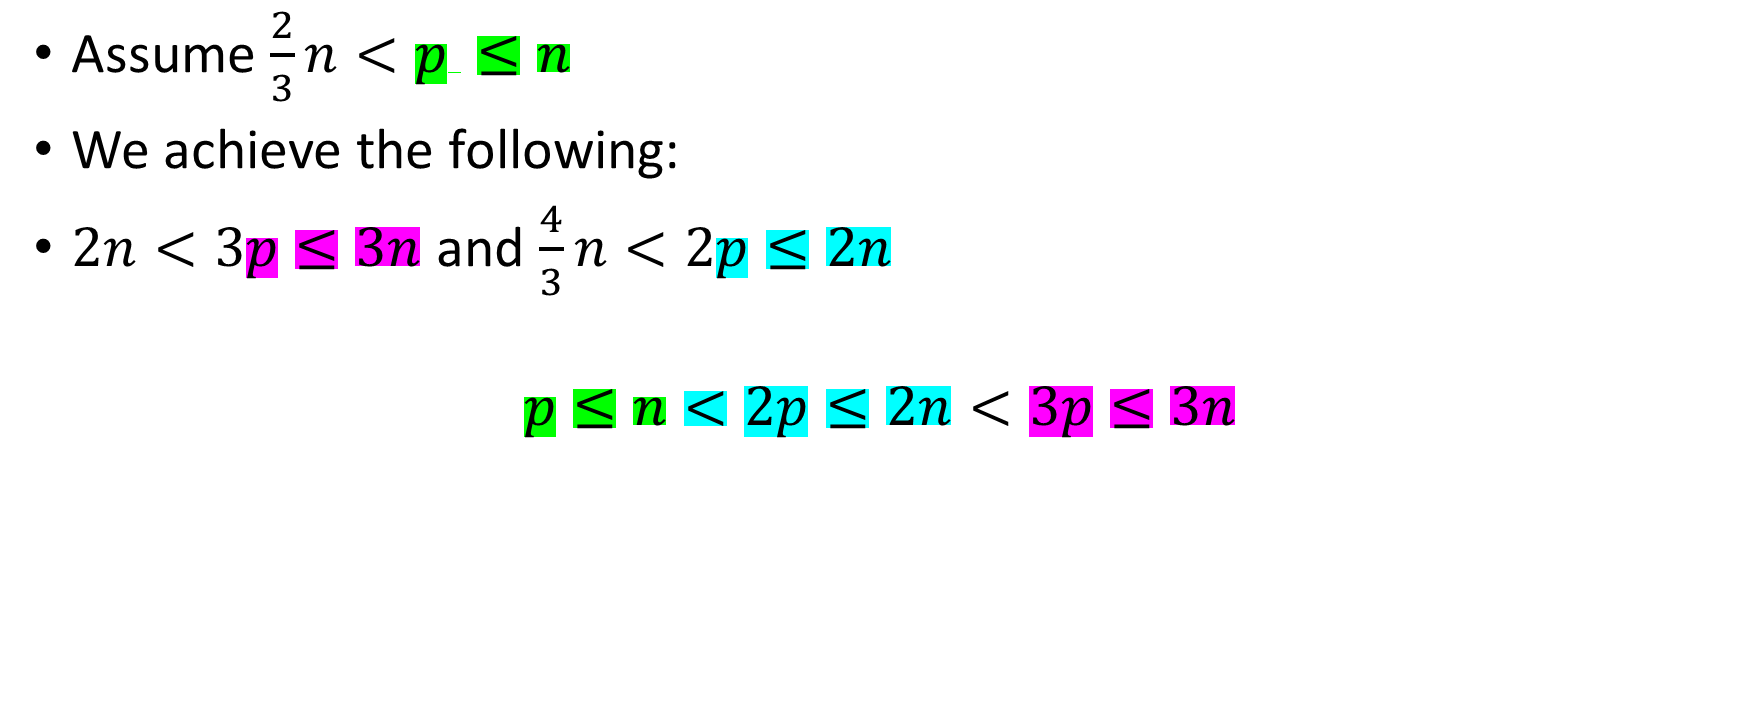 • Assume 2/3 n < p ≤ n
• We achieve the following:
• 2n < 3p ≤ 3n and 4/3 n < 2p ≤ 2n
p ≤ n < 2p ≤ 2n < 3p ≤ 3n